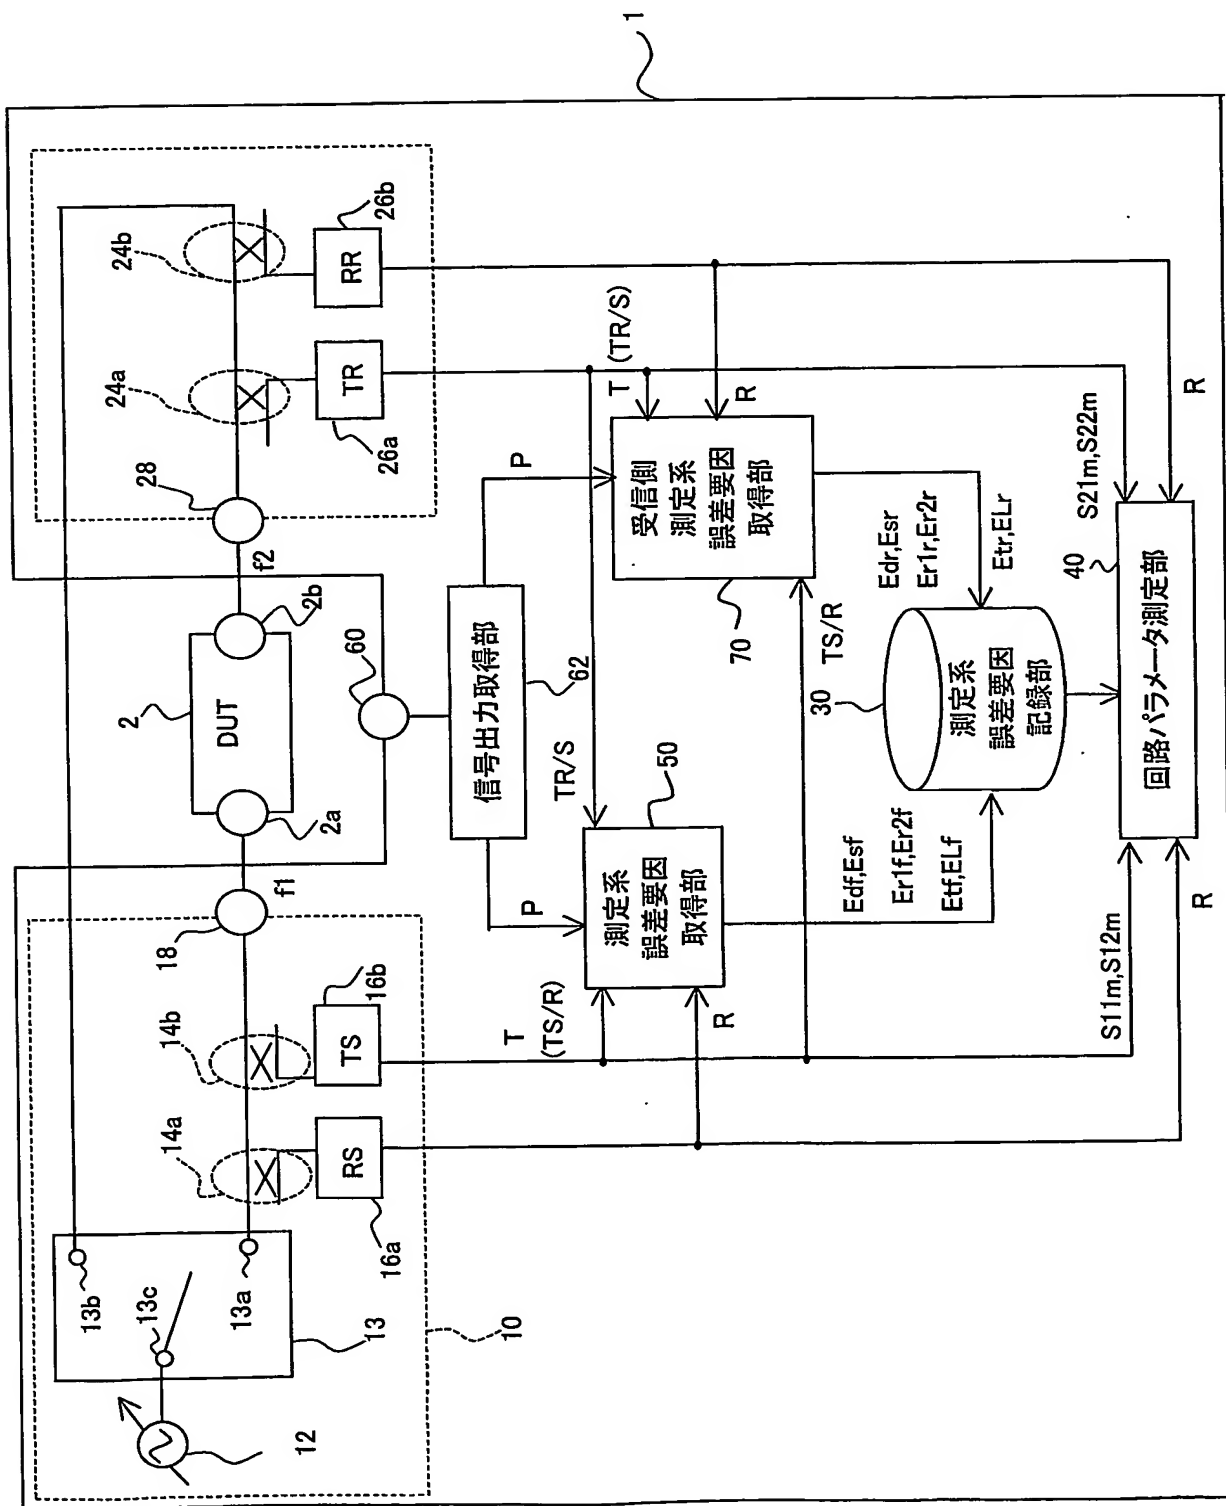 1
12
13
13a
13b
13c
10
14a
14b
RS
16a
TS
16b
18
f1
2
DUT
2a
2b
f2
28
24a
24b
TR
26a
RR
26b
60
信号出力取得部
62
P
P
T
(TS/R)
R
TR/S
測定系
誤差要因
取得部
50
T
(TR/S)
R
受信側
測定系
誤差要因
取得部
70
TS/R
Edf,Esf
Er1f,Er2f
Etf,ELf
Edr,Esr
Er1r,Er2r
Etr,ELr
30
測定系
誤差要因
記録部
S11m,S12m
R
S21m,S22m
R
40
回路パラメータ測定部